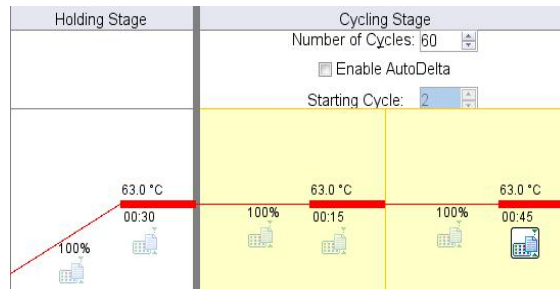 Holding Stage
Cycling Stage
Number of Cycles: 60
Enable AutoDelta
Starting Cycle: 2
63.0 °C
63.0 °C
63.0 °C
00:30
100%
00:15
100%
00:45
100%